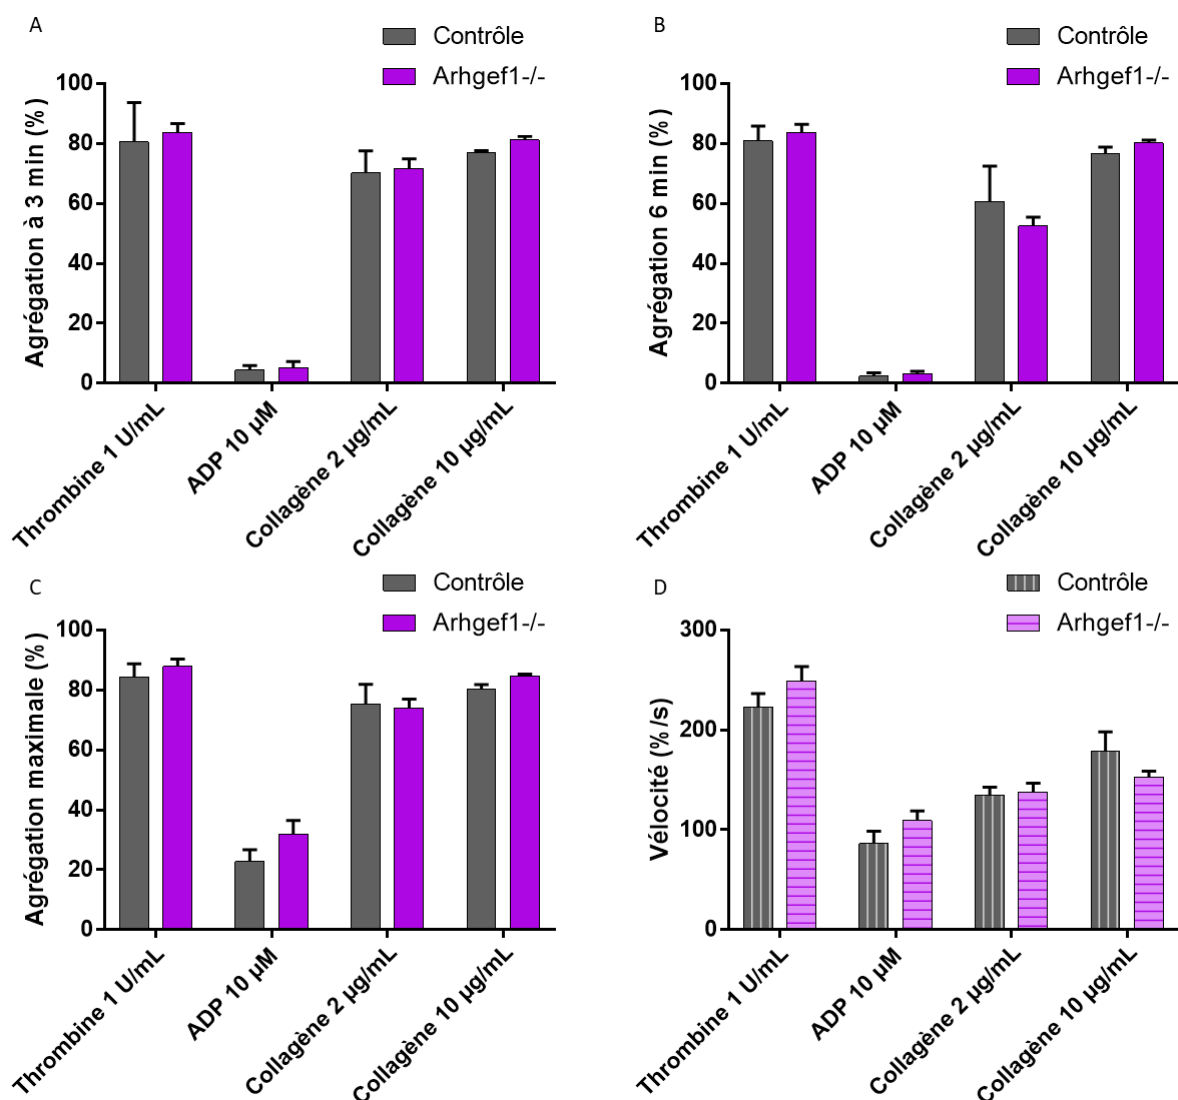 A
Contrôle
Arhgef1-/-
Agrégation à 3 min (%)
100
80
60
40
20
0
Thrombine 1 U/mL
ADP 10 µM
Collagène 2 µg/mL
Collagène 10 µg/mL
B
Contrôle
Arhgef1-/-
Agrégation 6 min (%)
100
80
60
40
20
0
Thrombine 1 U/mL
ADP 10 µM
Collagène 2 µg/mL
Collagène 10 µg/mL
C
Contrôle
Arhgef1-/-
Agrégation maximale (%)
100
80
60
40
20
0
Thrombine 1 U/mL
ADP 10 µM
Collagène 2 µg/mL
Collagène 10 µg/mL
D
Contrôle
Arhgef1-/-
Vélocité (%/s)
300
200
100
0
Thrombine 1 U/mL
ADP 10 µM
Collagène 2 µg/mL
Collagène 10 µg/mL